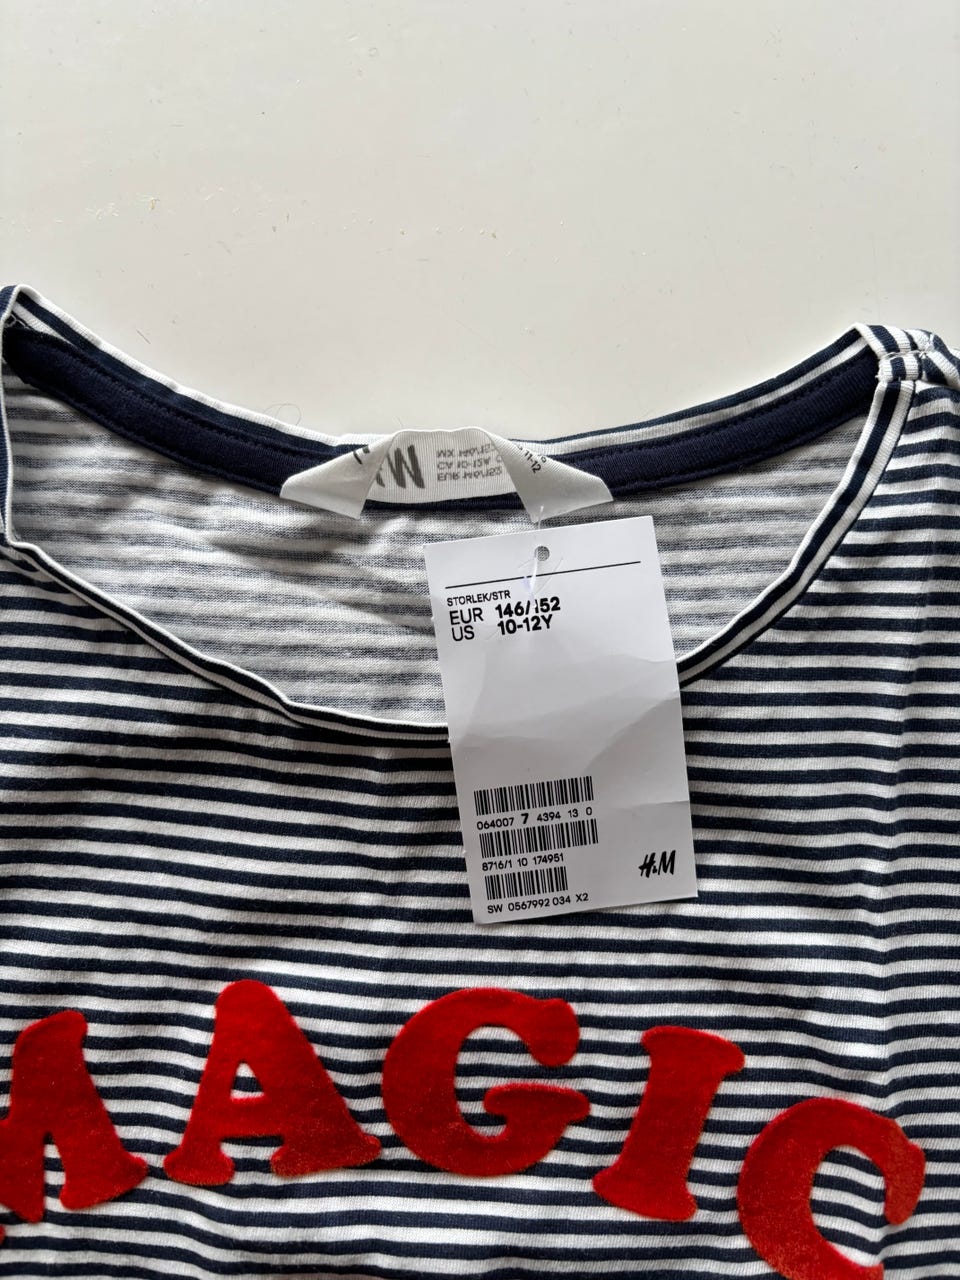 STORLEK/STR
EUR 146/152
US 10-12Y
064007 7 4394 13 0
8716/1 10 174951
H&M
SW 0567992 034 X2
MAGIC